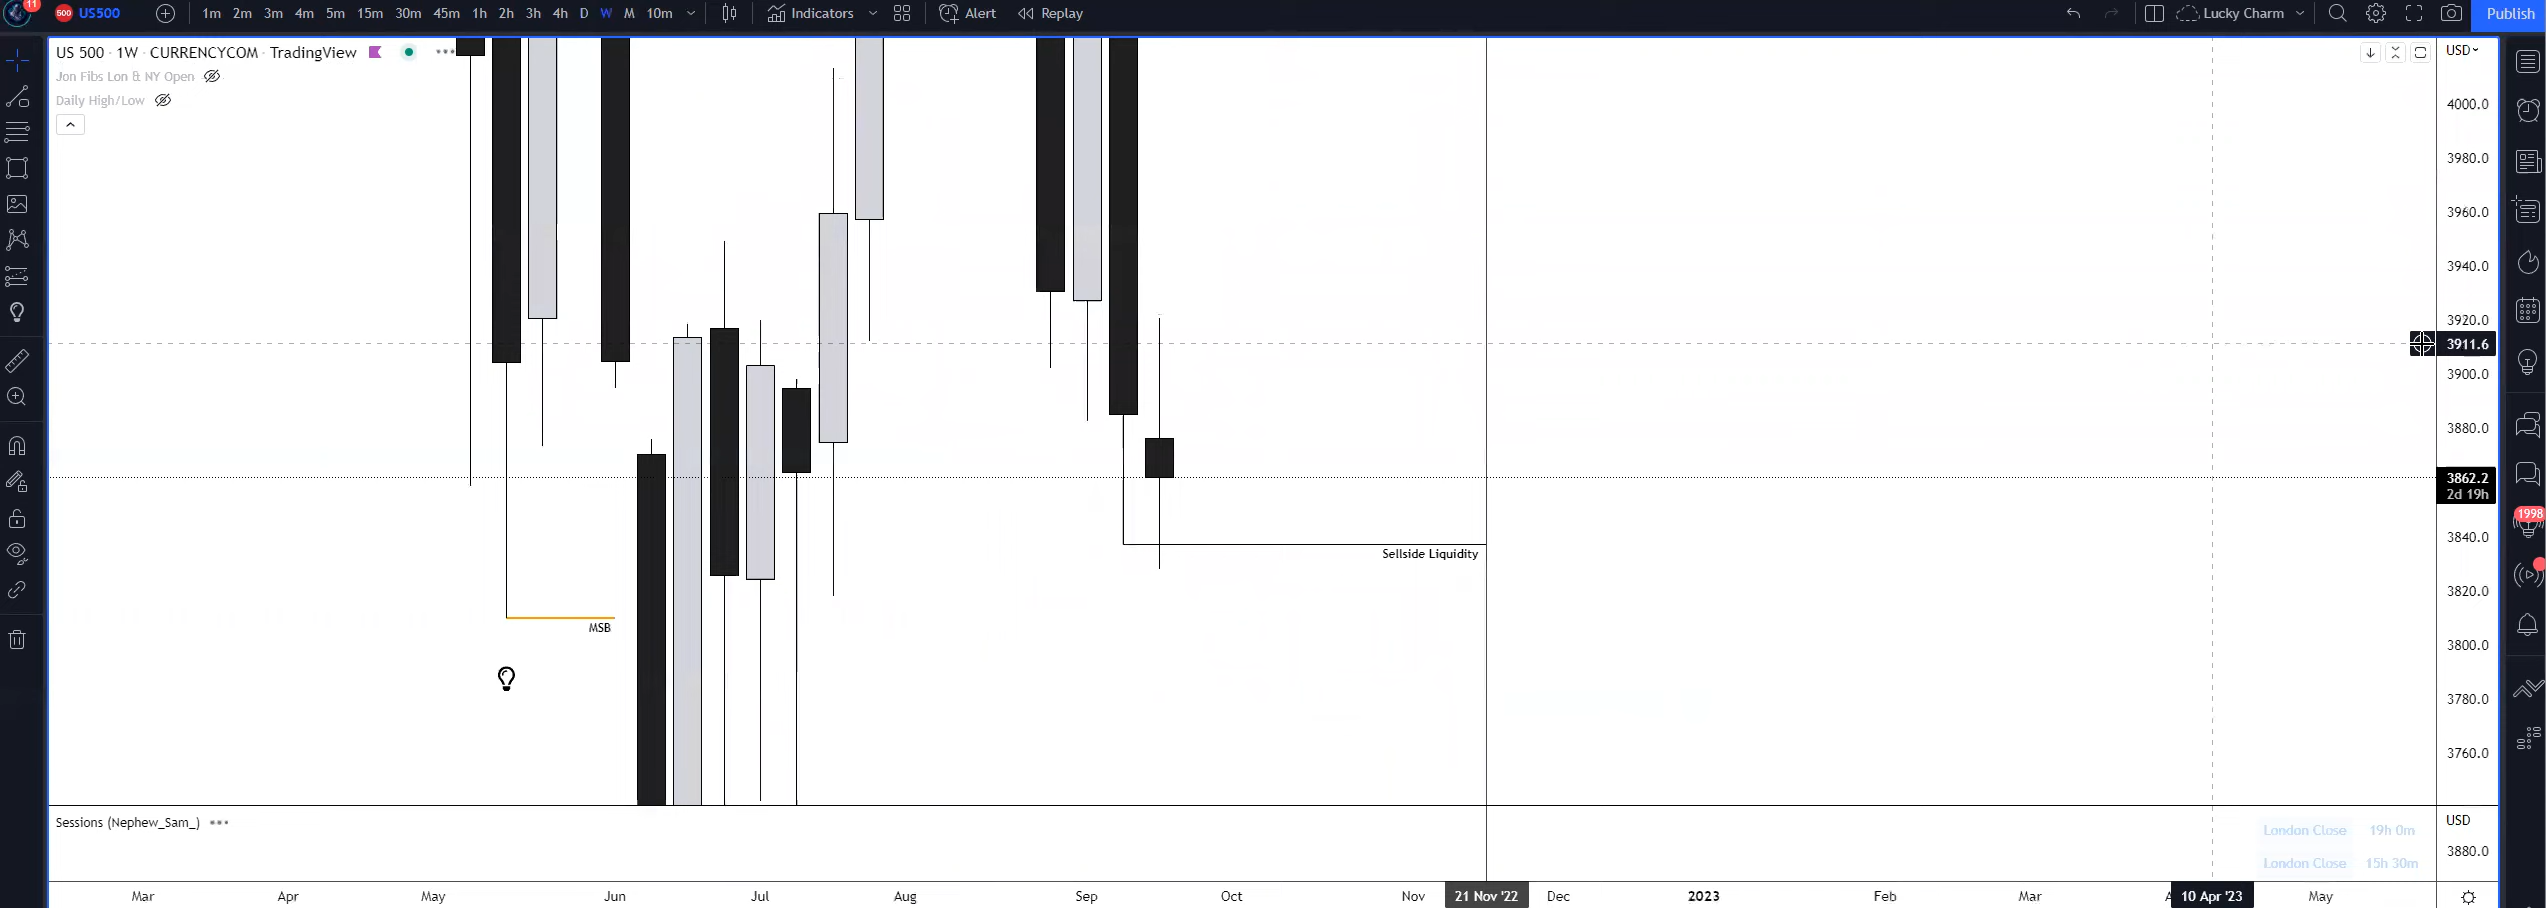 11 500 US500 1m 2m 3m 4m 5m 15m 30m 45m 1h 2h 3h 4h D W M 10m Indicators Alert Replay Lucky Charm Publish
US 500 · 1W · CURRENCYCOM · TradingView USD
Jon Fibs Lon & NY Open
Daily High/Low
4000.0
3980.0
3960.0
3940.0
3920.0
3911.6
3900.0
3880.0
3862.2
2d 19h
1998
3840.0
Sellside Liquidity
3820.0
MSB
3800.0
3780.0
3760.0
Sessions (Nephew_Sam_) USD
London Close 19h 0m
3880.0
London Close 15h 30m
Mar Apr May Jun Jul Aug Sep Oct Nov 21 Nov '22 Dec 2023 Feb Mar 10 Apr '23 May